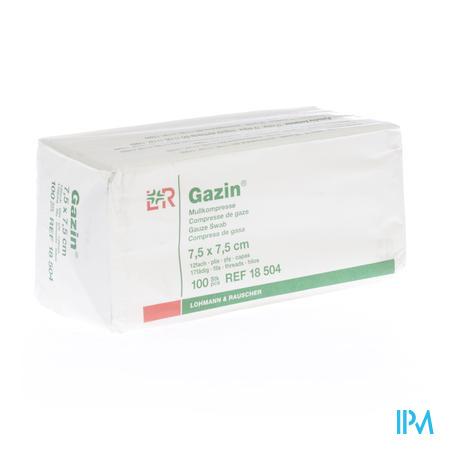 L+R
Gazin®
Mullkompresse
Compresse de gaze
Gauze Swab
Compresa de gasa
7,5 x 7,5 cm
12fach · plis · ply · capas
17fädig · fils · threads · hilos
100 Stk pcs REF 18 504
LOHMANN & RAUSCHER
Gazin®
7,5 x 7,5 cm
100 REF 18 504
IPM